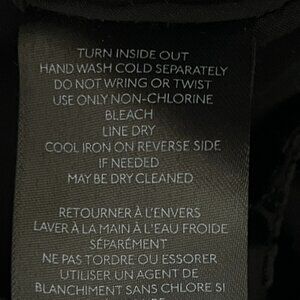 TURN INSIDE OUT
HAND WASH COLD SEPARATELY
DO NOT WRING OR TWIST
USE ONLY NON-CHLORINE
BLEACH
LINE DRY
COOL IRON ON REVERSE SIDE
IF NEEDED
MAY BE DRY CLEANED
RETOURNER À L'ENVERS
LAVER À LA MAIN À L'EAU FROIDE
SÉPARÉMENT
NE PAS TORDRE OU ESSORER
UTILISER UN AGENT DE
BLANCHIMENT SANS CHLORE SI